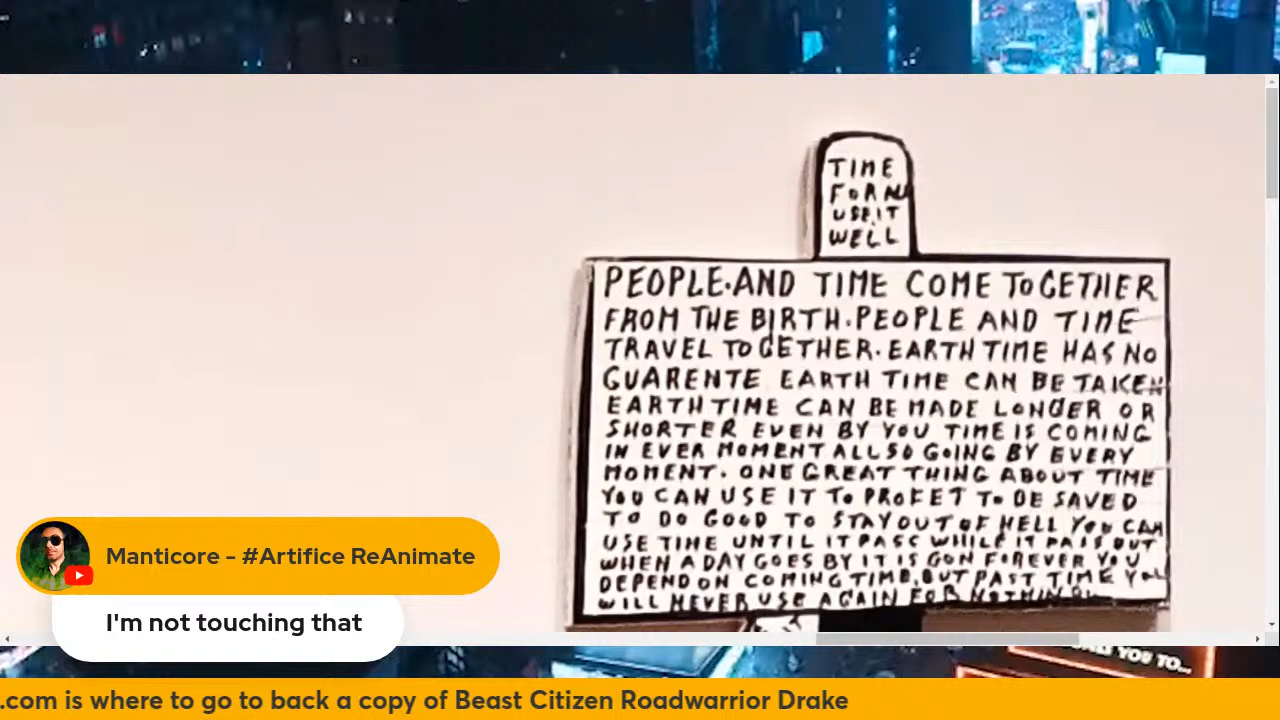 TIME
FOR ALL
USE IT
WELL
PEOPLE. AND TIME COME TOGETHER
FROM THE BIRTH. PEOPLE AND TIME
TRAVEL TOGETHER. EARTH TIME HAS NO
GUARENTE EARTH TIME CAN BE TAKEN
EARTH TIME CAN BE MADE LONGER OR
SHORTER EVEN BY YOU TIME IS COMING
IN EVER MOMENT ALLSO GOING BY EVERY
MOMENT. ONE GREAT THING ABOUT TIME
YOU CAN USE IT TO PROFET TO BE SAVED
TO DO GOOD TO STAY OUT OF HELL YOU CAN
USE TIME UNTIL IT PASS WHILE IT PASS BUT
WHEN A DAY GOES BY IT IS GON FOREVER YOU
DEPEND ON COMING TIME. BUT PAST TIME YOU
WILL NEVER USE AGAIN FOR NOTHING
Manticore - #Artifice ReAnimate
I'm not touching that
YOU TO...
.com is where to go to back a copy of Beast Citizen Roadwarrior Drake